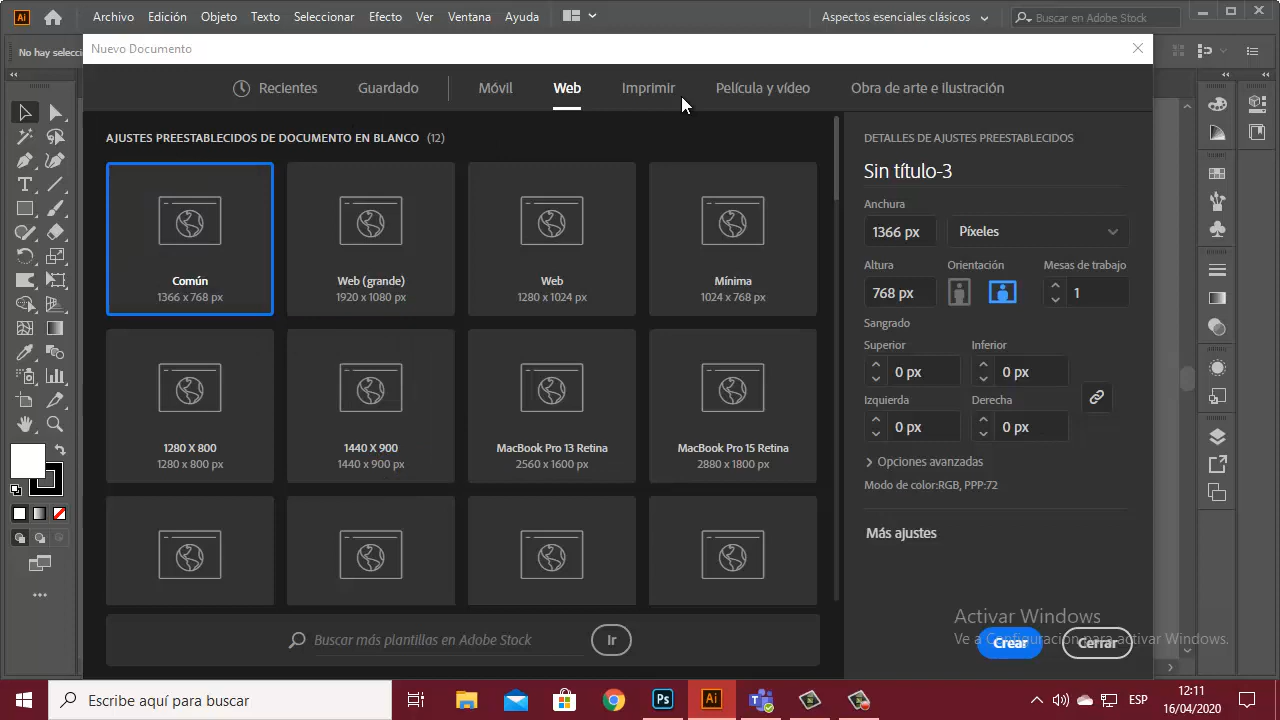 Ai Archivo Edición Objeto Texto Seleccionar Efecto Ver Ventana Ayuda Aspectos esenciales clásicos Buscar en Adobe Stock
No hay selecci
Nuevo Documento
Recientes Guardado Móvil Web Imprimir Película y vídeo Obra de arte e Ilustración
AJUSTES PREESTABLECIDOS DE DOCUMENTO EN BLANCO (12)
Común
1366 x 768 px
Web (grande)
1920 x 1080 px
Web
1280 x 1024 px
Mínima
1024 x 768 px
1280 X 800
1280 x 800 px
1440 X 900
1440 x 900 px
MacBook Pro 13 Retina
2560 x 1600 px
MacBook Pro 15 Retina
2880 x 1800 px
Buscar más plantillas en Adobe Stock Ir
DETALLES DE AJUSTES PREESTABLECIDOS
Sin título-3
Anchura
1366 px Píxeles
Altura Orientación Mesas de trabajo
768 px 1
Sangrado
Superior Inferior
0 px 0 px
Izquierda Derecha
0 px 0 px
Opciones avanzadas
Modo de color:RGB, PPP:72
Más ajustes
Activar Windows
Ve a Configuración para activar Windows.
Crear Cerrar
Escribe aquí para buscar
Ps Ai
ESP
12:11
16/04/2020